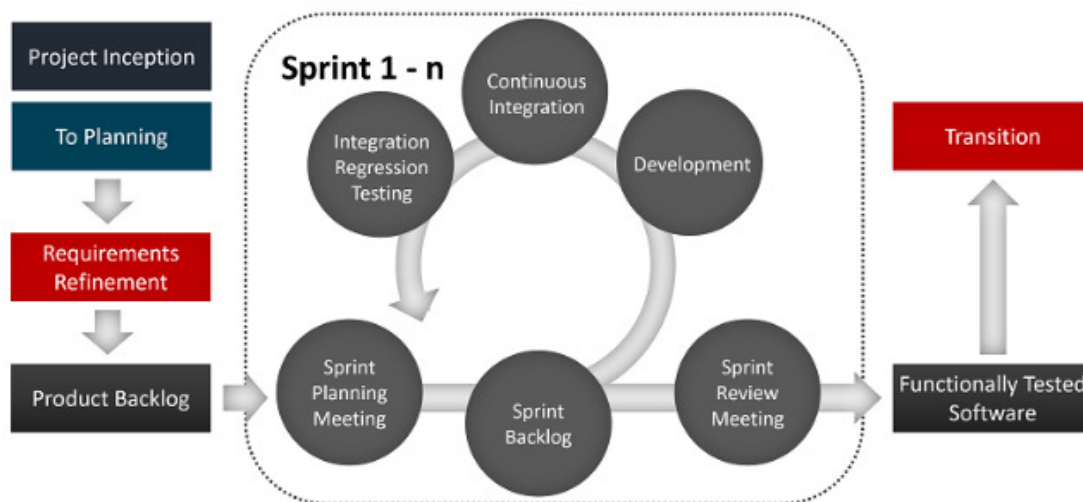 Project Inception
To Planning
Requirements
Refinement
Product Backlog
Sprint 1 - n
Continuous
Integration
Integration
Regression
Testing
Development
Sprint
Planning
Meeting
Sprint
Backlog
Sprint
Review
Meeting
Transition
Functionally Tested
Software